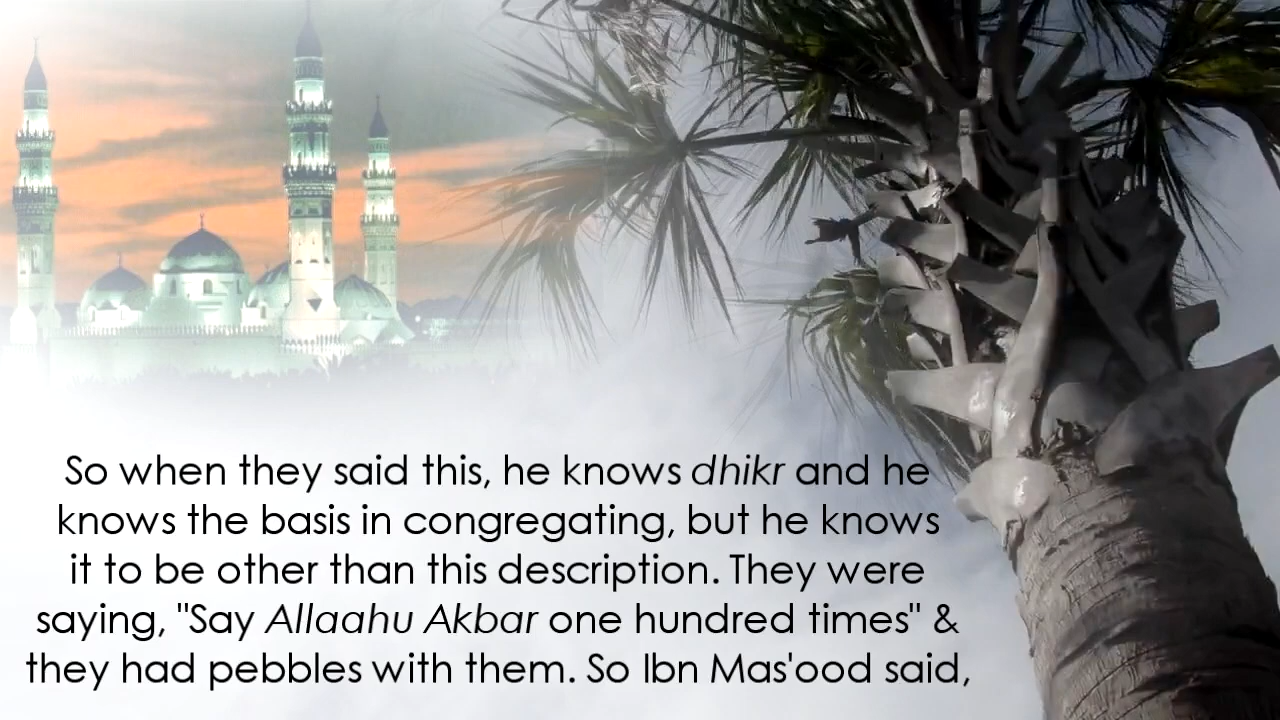 So when they said this, he knows dhikr and he
knows the basis in congregating, but he knows
it to be other than this description. They were
saying, "Say Allaahu Akbar one hundred times" &
they had pebbles with them. So Ibn Mas'ood said,